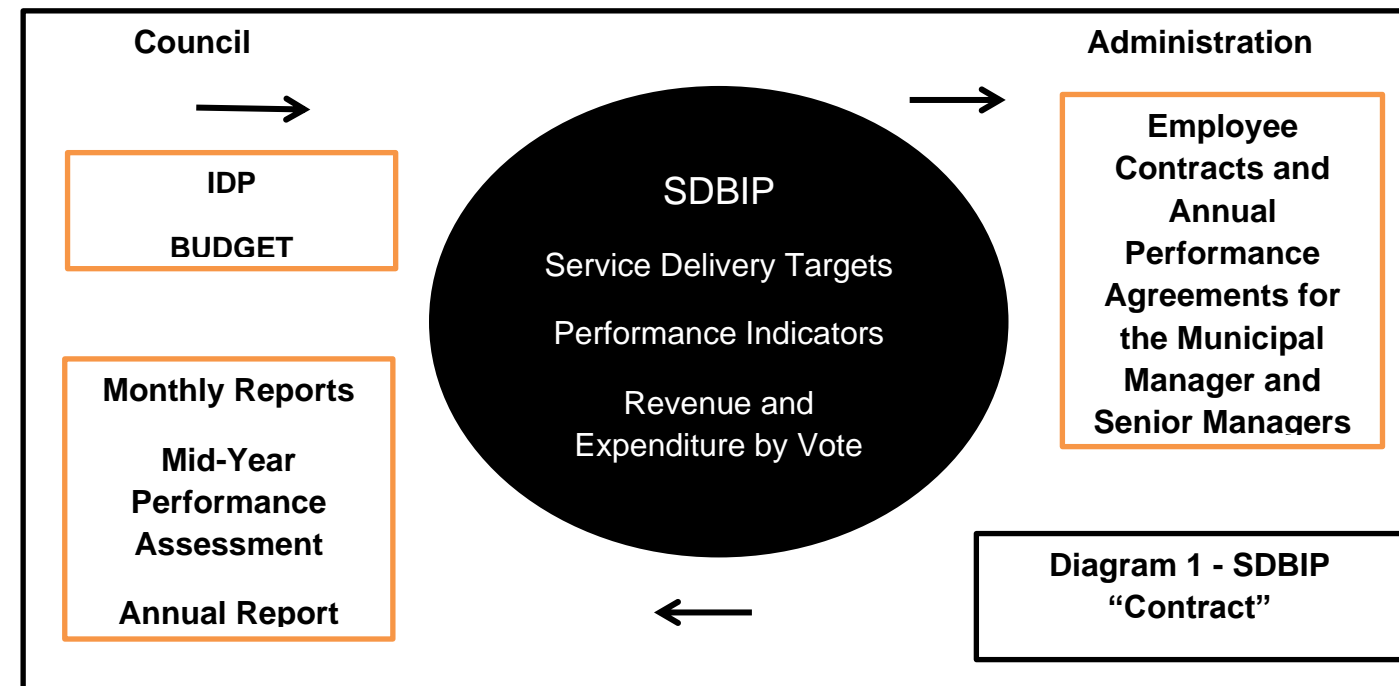 Council
Administration
IDP
BUDGET
SDBIP
Service Delivery Targets
Performance Indicators
Revenue and
Expenditure by Vote
Employee
Contracts and
Annual
Performance
Agreements for
the Municipal
Manager and
Senior Managers
Monthly Reports
Mid-Year
Performance
Assessment
Annual Report
Diagram 1 - SDBIP
“Contract”